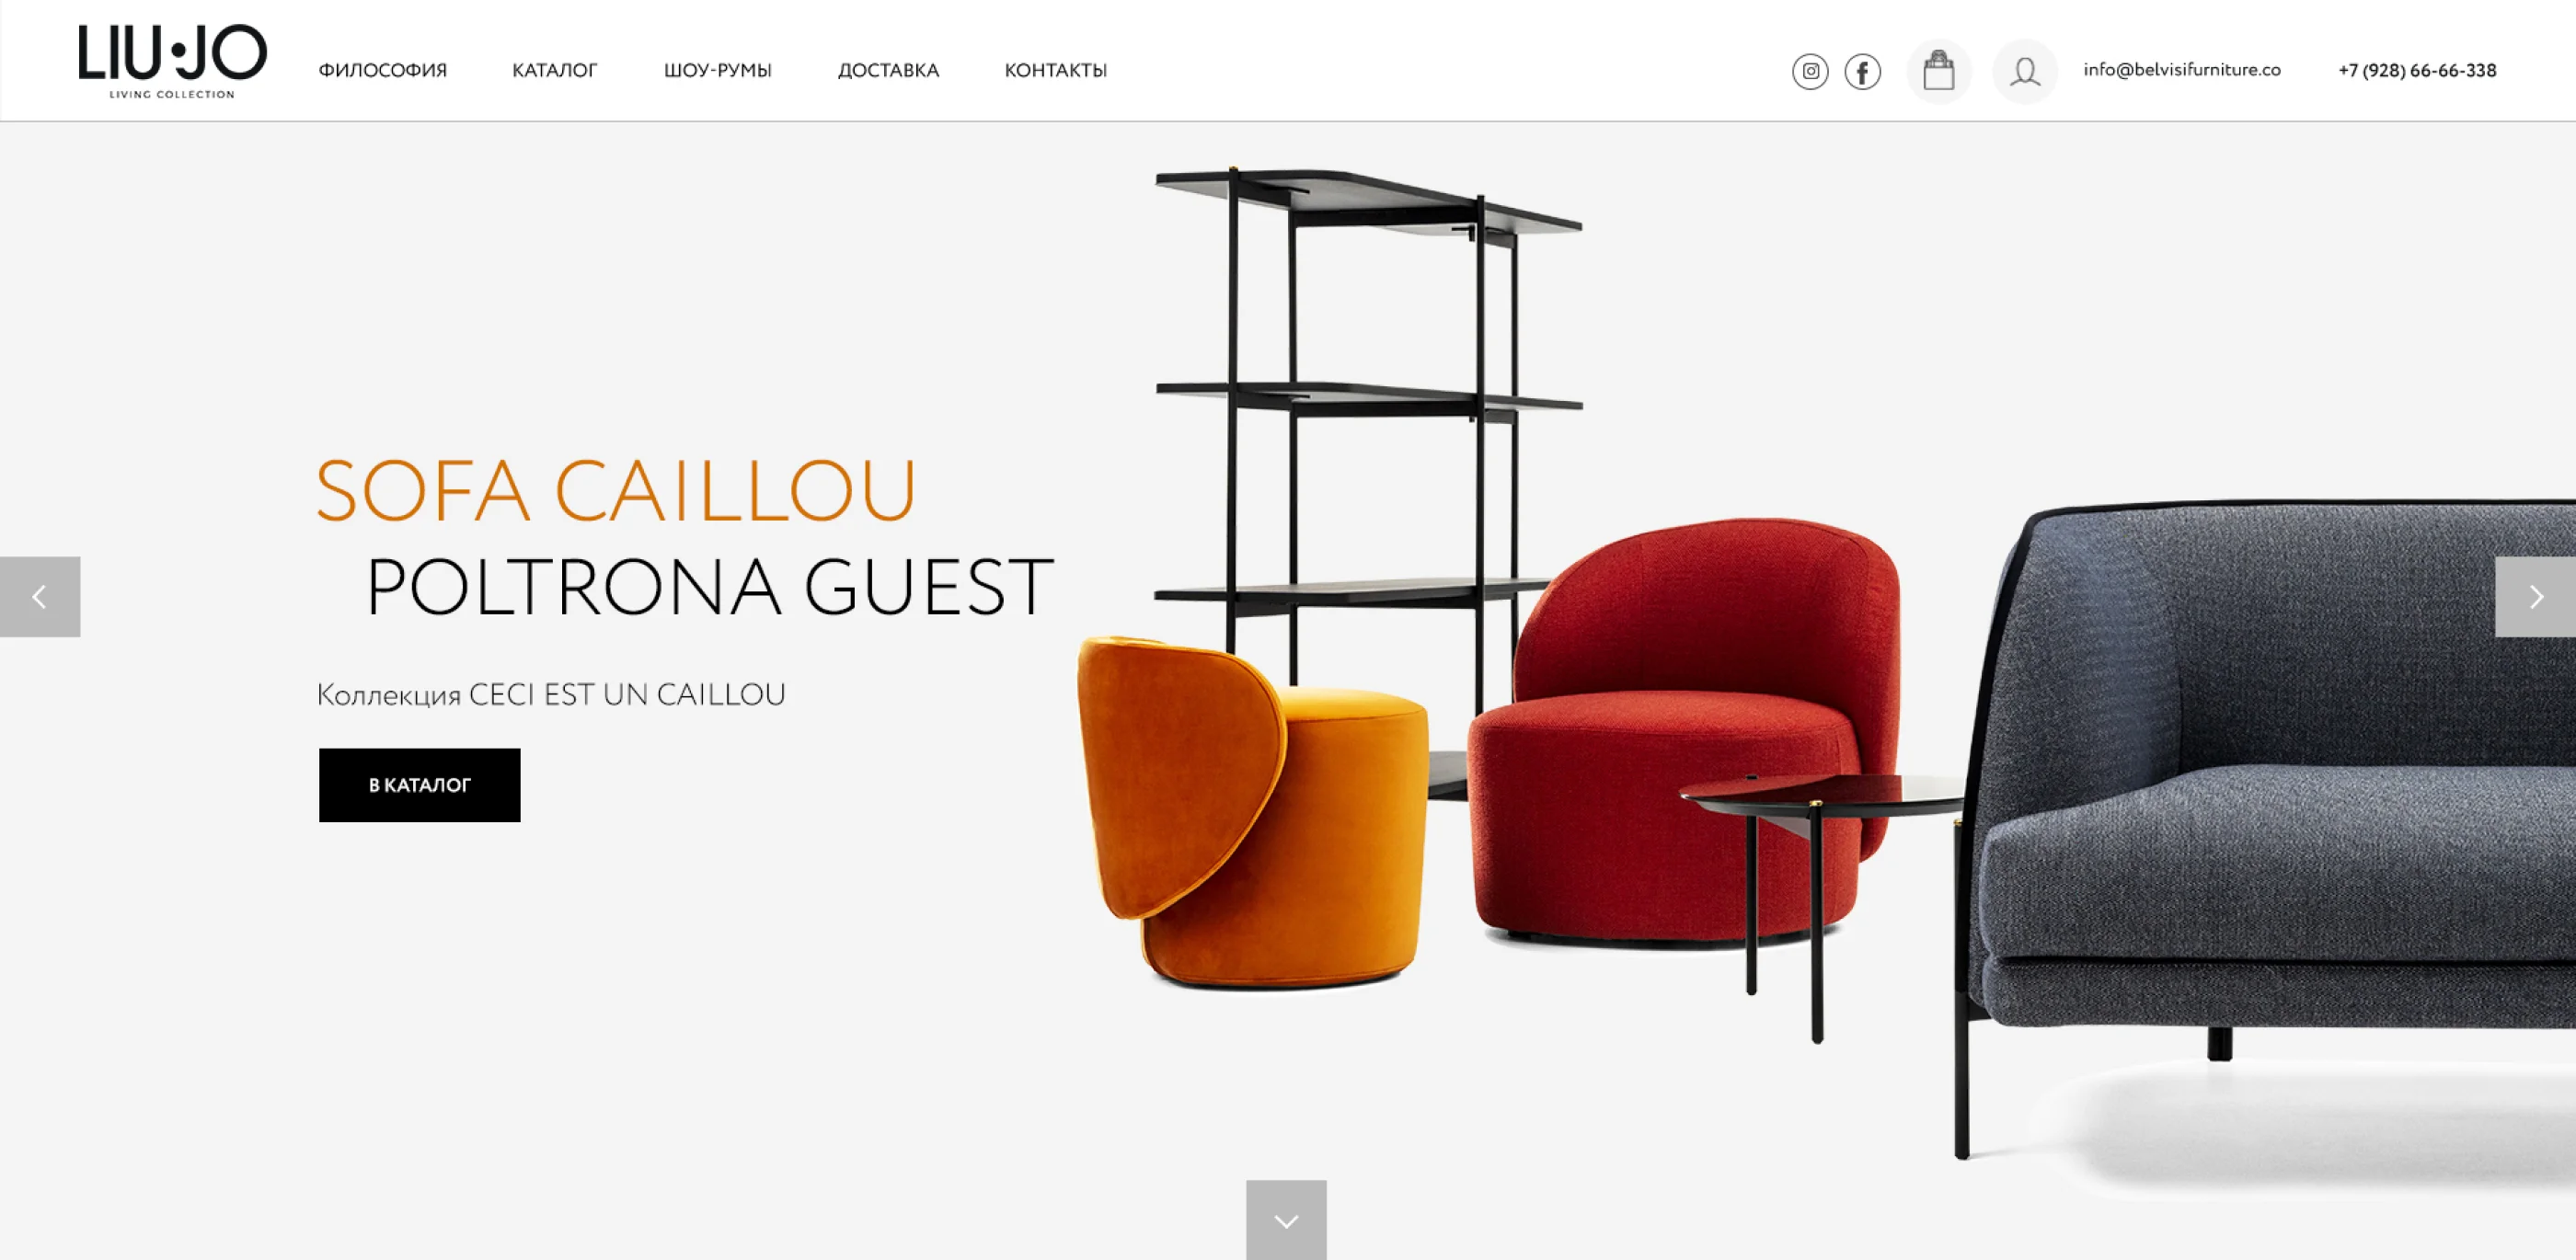 LIU·JO
LIVING COLLECTION
ФИЛОСОФИЯ
КАТАЛОГ
ШОУ-РУМЫ
ДОСТАВКА
КОНТАКТЫ
info@belvisifurniture.co
+7 (928) 66-66-338
SOFA CAILLOU
POLTRONA GUEST
Коллекция CECI EST UN CAILLOU
В КАТАЛОГ